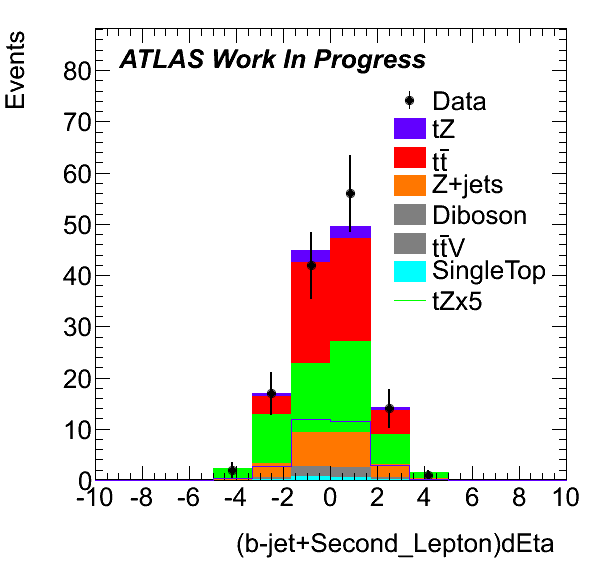 Events
ATLAS Work In Progress
Data
tZ
tt̄
Z+jets
Diboson
tt̄V
SingleTop
tZx5
80
70
60
50
40
30
20
10
0
-10 -8 -6 -4 -2 0 2 4 6 8 10
(b-jet+Second_Lepton)dEta